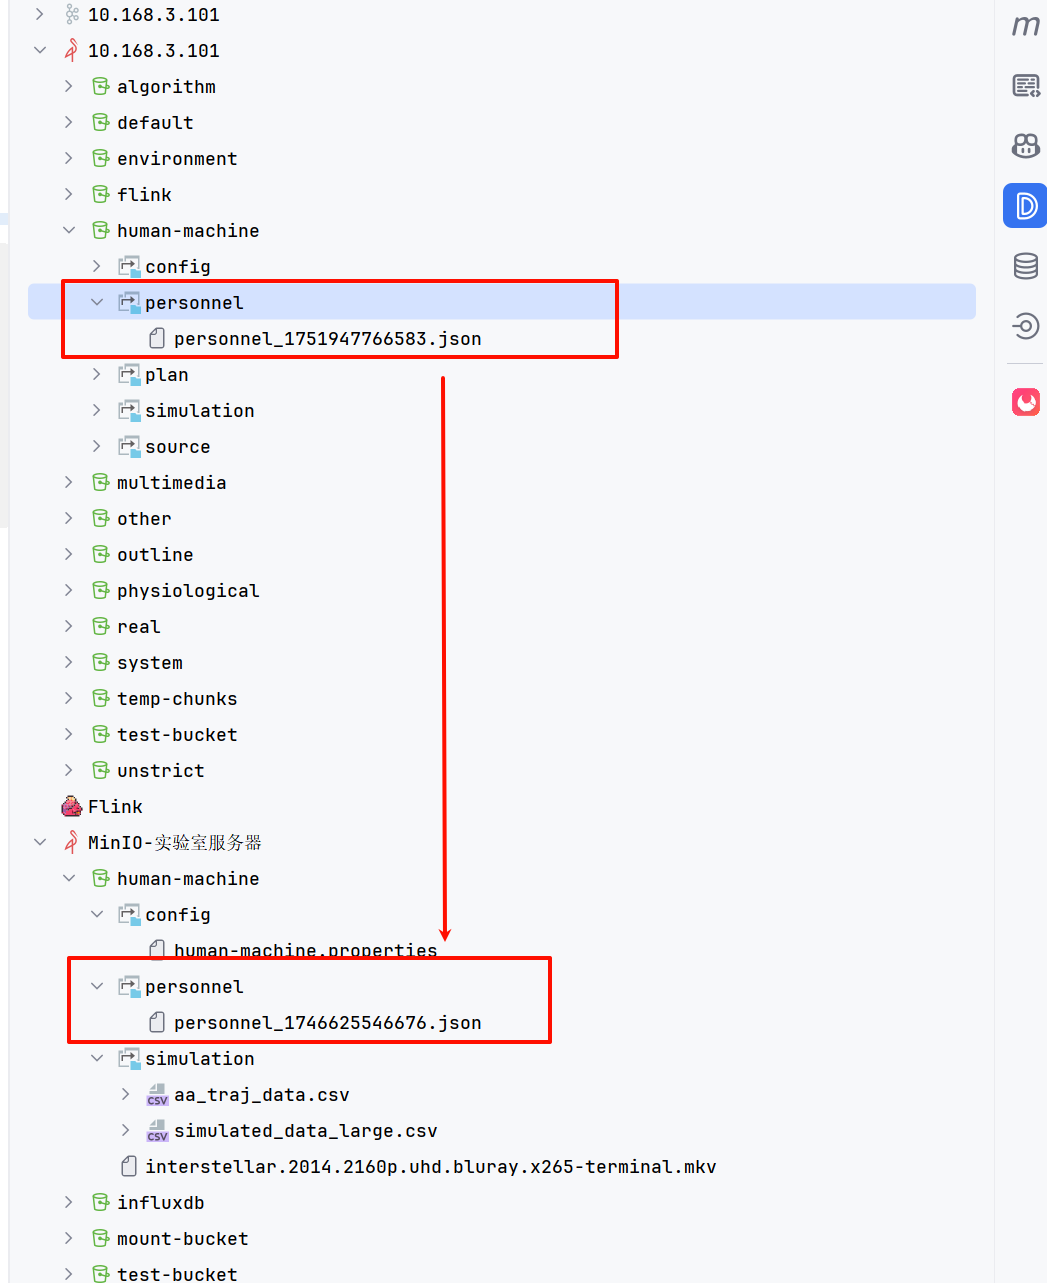 10.168.3.101
10.168.3.101
algorithm
default
environment
flink
human-machine
config
personnel
personnel_1751947766583.json
plan
simulation
source
multimedia
other
outline
physiological
real
system
temp-chunks
test-bucket
unstrict
Flink
MinIO-实验室服务器
human-machine
config
human-machine.properties
personnel
personnel_1746625546676.json
simulation
aa_traj_data.csv
simulated_data_large.csv
interstellar.2014.2160p.uhd.bluray.x265-terminal.mkv
influxdb
mount-bucket
test-bucket